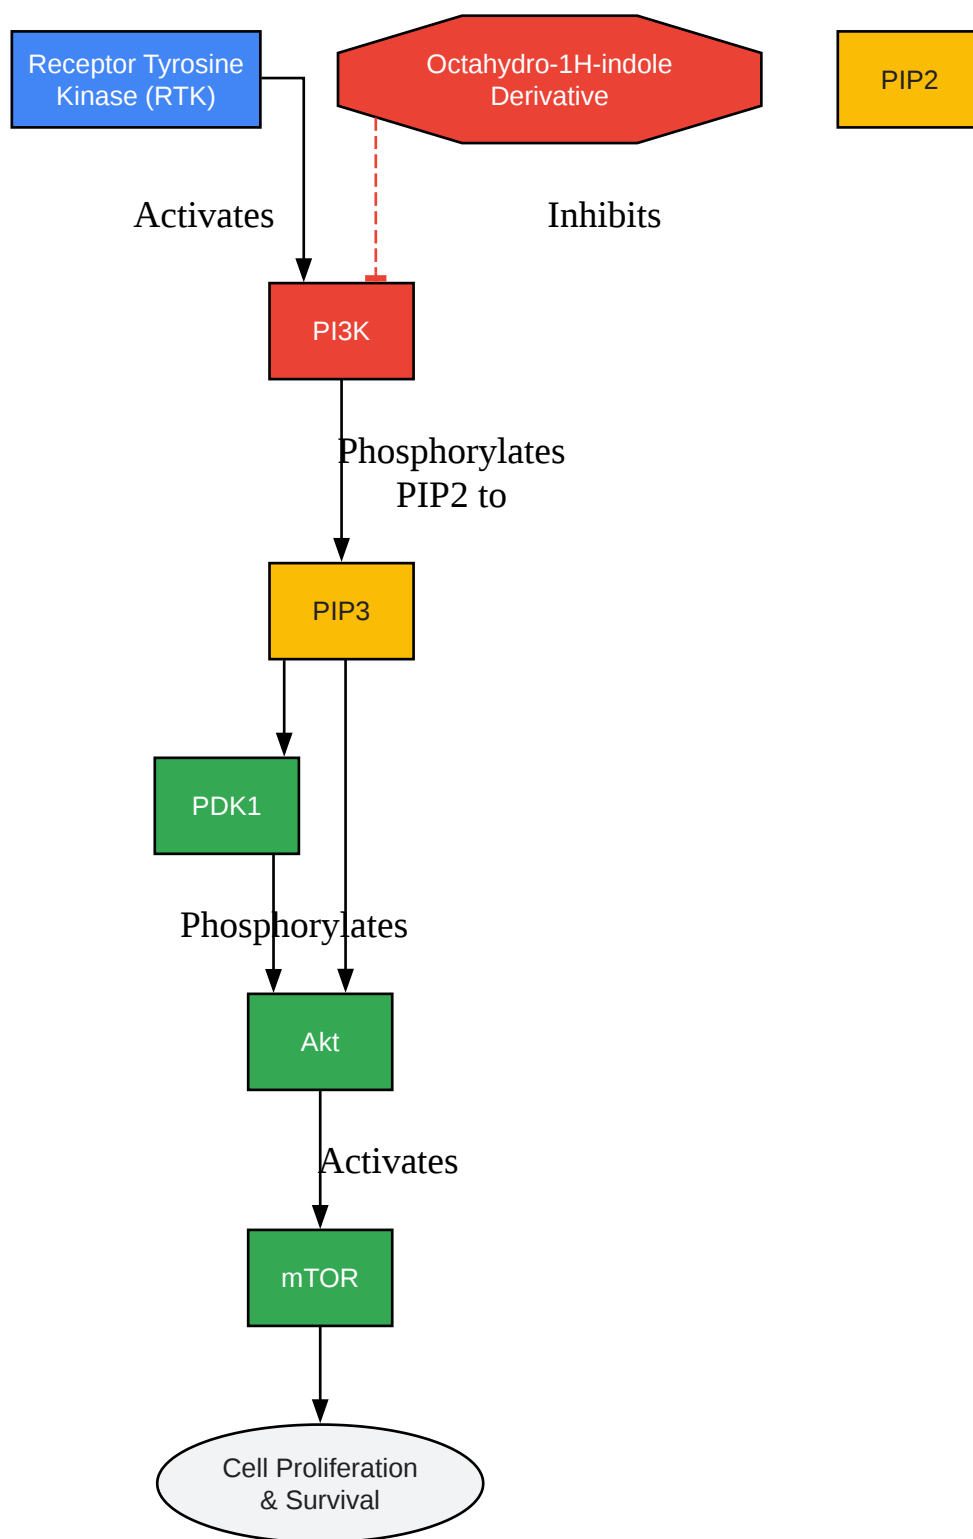 Receptor Tyrosine
Kinase (RTK)
Octahydro-1H-indole
Derivative
PIP2
Activates
Inhibits
PI3K
Phosphorylates
PIP2 to
PIP3
PDK1
Phosphorylates
Akt
Activates
mTOR
Cell Proliferation
& Survival